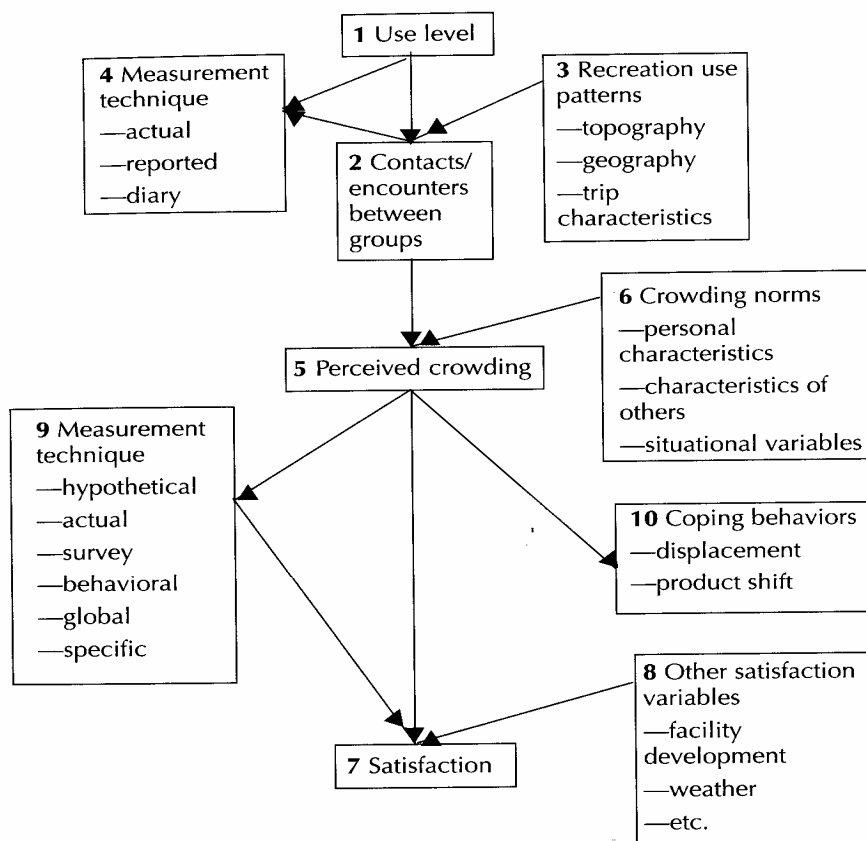 1 Use level
4 Measurement
technique
—actual
—reported
—diary
3 Recreation use
patterns
—topography
—geography
—trip
characteristics
2 Contacts/
encounters
between
groups
6 Crowding norms
—personal
characteristics
—characteristics of
others
—situational variables
5 Perceived crowding
9 Measurement
technique
—hypothetical
—actual
—survey
—behavioral
—global
—specific
10 Coping behaviors
—displacement
—product shift
8 Other satisfaction
variables
—facility
development
—weather
—etc.
7 Satisfaction